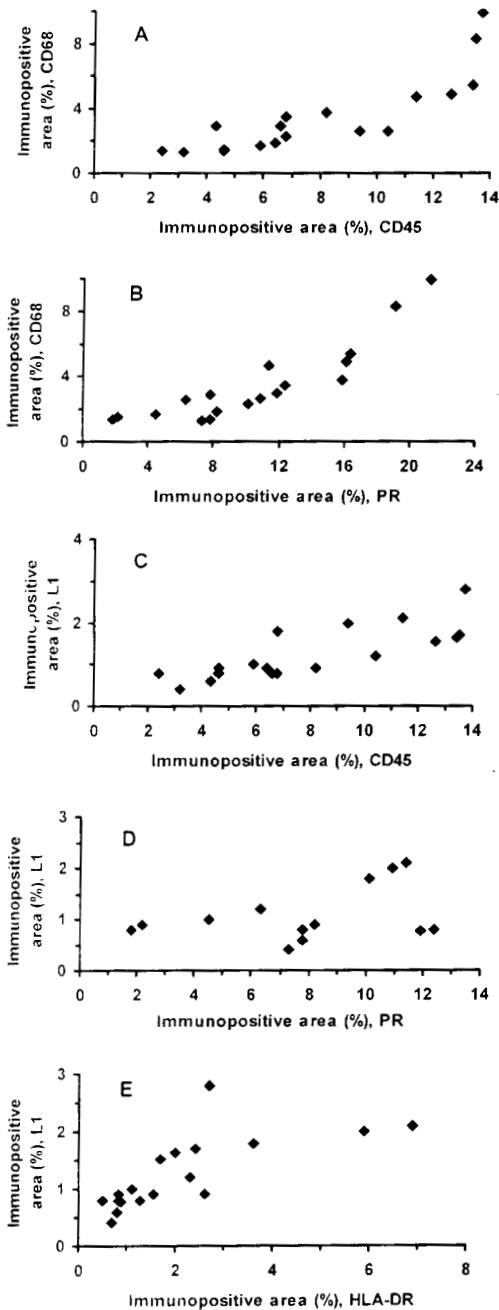 A
Immunopositive
area (%), CD68
8
4
0
0 2 4 6 8 10 12 14
Immunopositive area (%), CD45
B
Immunopositive
area (%), CD68
8
4
0
0 4 8 12 16 20 24
Immunopositive area (%), PR
C
Immunopositive
area (%), L1
4
2
0
0 2 4 6 8 10 12 14
Immunopositive area (%), CD45
D
Immunopositive
area (%), L1
3
2
1
0
0 2 4 6 8 10 12 14
Immunopositive area (%), PR
E
Immunopositive
area (%), L1
3
2
1
0
0 2 4 6 8
Immunopositive area (%), HLA-DR